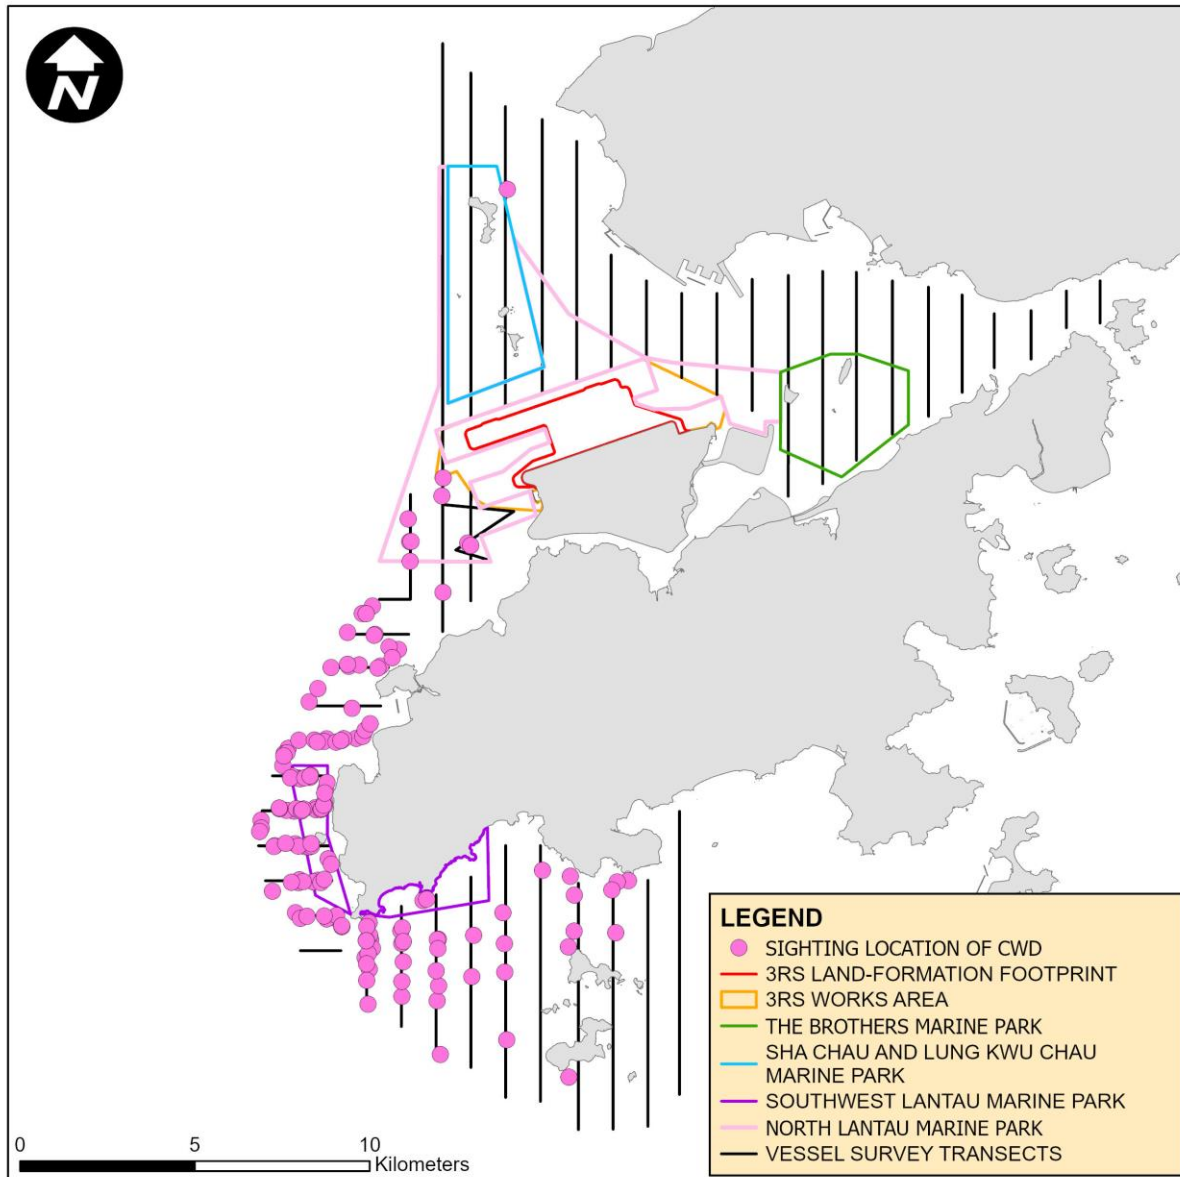 N
LEGEND
SIGHTING LOCATION OF CWD
3RS LAND-FORMATION FOOTPRINT
3RS WORKS AREA
THE BROTHERS MARINE PARK
SHA CHAU AND LUNG KWU CHAU
MARINE PARK
SOUTHWEST LANTAU MARINE PARK
NORTH LANTAU MARINE PARK
VESSEL SURVEY TRANSECTS
0 5 10
Kilometers